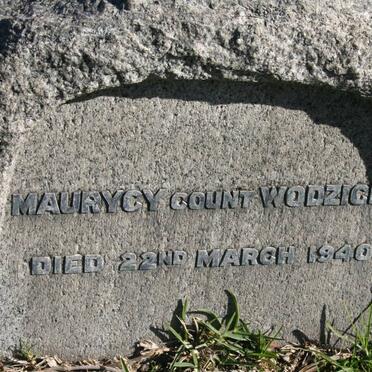 MAURYCY COUNT WODZIC
DIED 22ND MARCH 1940